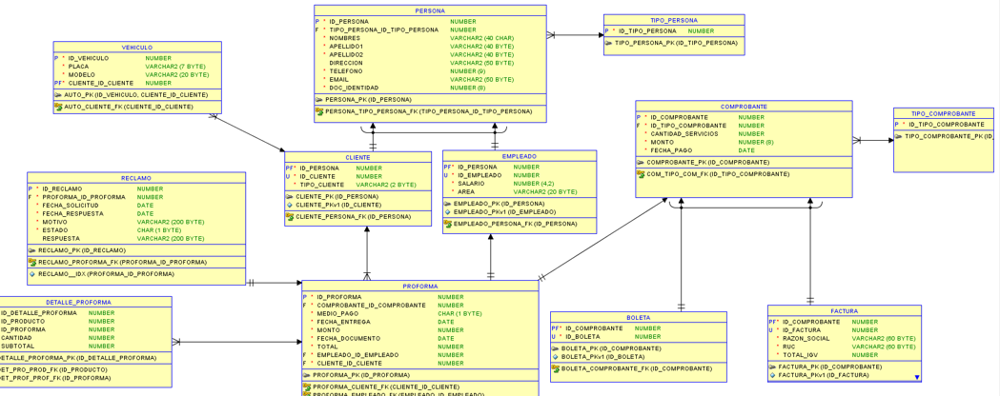 PERSONA
P * ID_PERSONA NUMBER
F * TIPO_PERSONA_ID_TIPO_PERSONA NUMBER
* NOMBRES VARCHAR2 (40 CHAR)
* APELLIDO1 VARCHAR2 (40 BYTE)
* APELLIDO2 VARCHAR2 (40 BYTE)
DIRECCION VARCHAR2 (50 BYTE)
* TELEFONO NUMBER (9)
* EMAIL VARCHAR2 (50 BYTE)
* DOC_IDENTIDAD NUMBER (8)
PERSONA_PK (ID_PERSONA)
PERSONA_TIPO_PERSONA_FK (TIPO_PERSONA_ID_TIPO_PERSONA)
TIPO_PERSONA
P * ID_TIPO_PERSONA NUMBER
TIPO_PERSONA_PK (ID_TIPO_PERSONA)
VEHICULO
P * ID_VEHICULO NUMBER
* PLACA VARCHAR2 (7 BYTE)
* MODELO VARCHAR2 (20 BYTE)
PF* CLIENTE_ID_CLIENTE NUMBER
AUTO_PK (ID_VEHICULO, CLIENTE_ID_CLIENTE)
AUTO_CLIENTE_FK (CLIENTE_ID_CLIENTE)
COMPROBANTE
P * ID_COMPROBANTE NUMBER
F * ID_TIPO_COMPROBANTE NUMBER
* CANTIDAD_SERVICIOS NUMBER
* MONTO NUMBER (8)
* FECHA_PAGO DATE
COMPROBANTE_PK (ID_COMPROBANTE)
COM_TIPO_COM_FK (ID_TIPO_COMPROBANTE)
TIPO_COMPROBANTE
P * ID_TIPO_COMPROBANTE
TIPO_COMPROBANTE_PK (ID_
CLIENTE
PF* ID_PERSONA NUMBER
U * ID_CLIENTE NUMBER
* TIPO_CLIENTE VARCHAR2 (2 BYTE)
CLIENTE_PK (ID_PERSONA)
CLIENTE_PKv1 (ID_CLIENTE)
CLIENTE_PERSONA_FK (ID_PERSONA)
EMPLEADO
PF* ID_PERSONA NUMBER
U * ID_EMPLEADO NUMBER
* SALARIO NUMBER (4,2)
* AREA VARCHAR2 (20 BYTE)
EMPLEADO_PK (ID_PERSONA)
EMPLEADO_PKv1 (ID_EMPLEADO)
EMPLEADO_PERSONA_FK (ID_PERSONA)
RECLAMO
P * ID_RECLAMO NUMBER
F * PROFORMA_ID_PROFORMA NUMBER
* FECHA_SOLICITUD DATE
* FECHA_RESPUESTA DATE
* MOTIVO VARCHAR2 (200 BYTE)
* ESTADO CHAR (1 BYTE)
RESPUESTA VARCHAR2 (200 BYTE)
RECLAMO_PK (ID_RECLAMO)
RECLAMO_PROFORMA_FK (PROFORMA_ID_PROFORMA)
RECLAMO__IDX (PROFORMA_ID_PROFORMA)
DETALLE_PROFORMA
ID_DETALLE_PROFORMA NUMBER
ID_PRODUCTO NUMBER
ID_PROFORMA NUMBER
CANTIDAD NUMBER
SUBTOTAL NUMBER
DETALLE_PROFORMA_PK (ID_DETALLE_PROFORMA)
DET_PRO_PROD_FK (ID_PRODUCTO)
DET_PROF_PROF_FK (ID_PROFORMA)
PROFORMA
P * ID_PROFORMA NUMBER
F * COMPROBANTE_ID_COMPROBANTE NUMBER
* MEDIO_PAGO CHAR (1 BYTE)
* FECHA_ENTREGA DATE
* MONTO NUMBER
* FECHA_DOCUMENTO DATE
* TOTAL NUMBER
F * EMPLEADO_ID_EMPLEADO NUMBER
F * CLIENTE_ID_CLIENTE NUMBER
PROFORMA_PK (ID_PROFORMA)
PROFORMA_CLIENTE_FK (CLIENTE_ID_CLIENTE)
PROFORMA_EMPLEADO_FK (EMPLEADO_ID_EMPLEADO)
BOLETA
PF* ID_COMPROBANTE NUMBER
U * ID_BOLETA NUMBER
BOLETA_PK (ID_COMPROBANTE)
BOLETA_PKv1 (ID_BOLETA)
BOLETA_COMPROBANTE_FK (ID_COMPROBANTE)
FACTURA
PF* ID_COMPROBANTE NUMBER
U * ID_FACTURA NUMBER
* RAZON_SOCIAL VARCHAR2 (60 BYTE)
* RUC VARCHAR2 (60 BYTE)
* TOTAL_IGV NUMBER
FACTURA_PK (ID_COMPROBANTE)
FACTURA_PKv1 (ID_FACTURA)